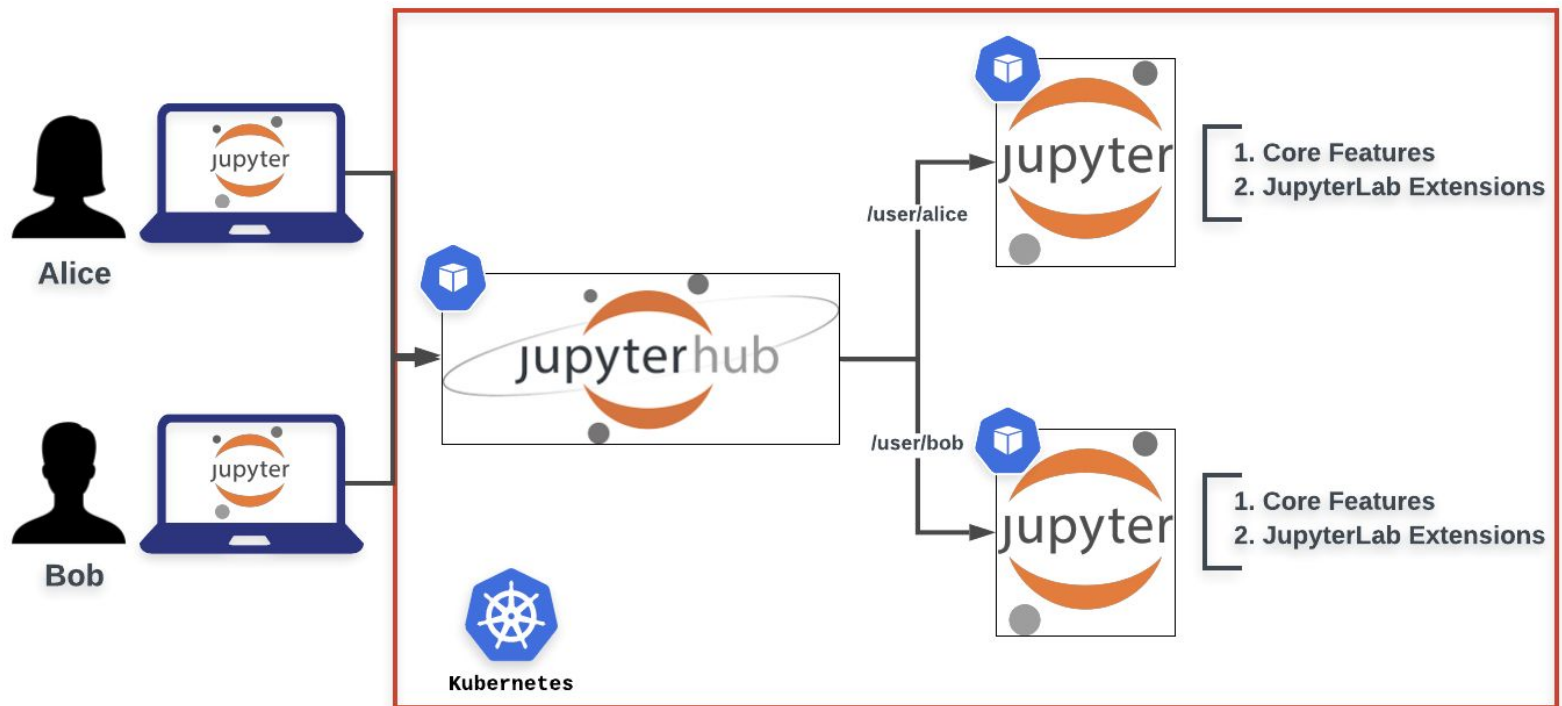 jupyter
Alice
jupyter
Bob
jupyterhub
Kubernetes
/user/alice
jupyter
1. Core Features
2. JupyterLab Extensions
/user/bob
jupyter
1. Core Features
2. JupyterLab Extensions